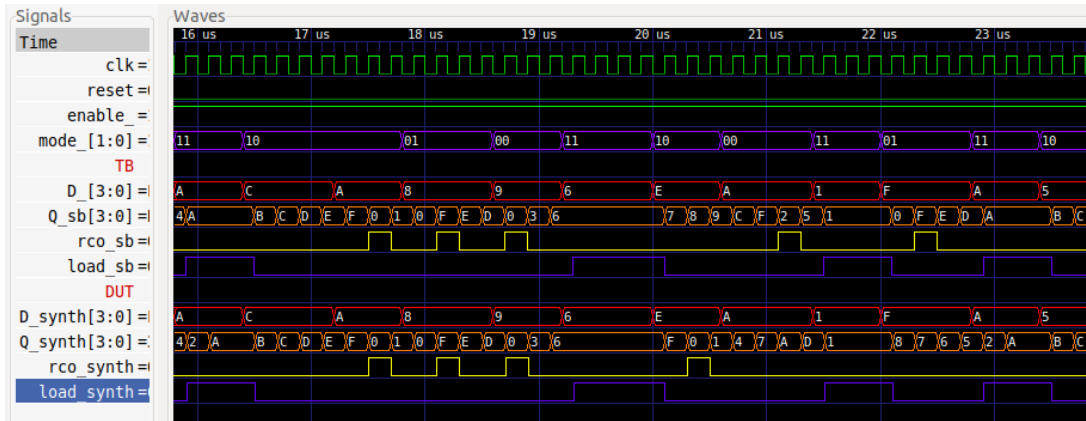 Signals Waves
Time 16 us 17 us 18 us 19 us 20 us 21 us 22 us 23 us
clk =
reset =
enable_ =
mode_[1:0] = 11 10 01 00 11 10 00 11 01 11 10
TB
D_[3:0] = A C A 8 9 6 E A 1 F A 5
Q_sb[3:0] = 4 A B C D E F 0 1 0 F E D 0 3 6 7 8 9 C F 2 5 1 0 F E D A B C
rco_sb =
load_sb =
DUT
D_synth[3:0] = A C A 8 9 6 E A 1 F A 5
Q_synth[3:0] = 4 2 A B C D E F 0 1 0 F E D 0 3 6 F 0 1 4 7 A D 1 8 7 6 5 2 A B C
rco_synth =
load_synth =